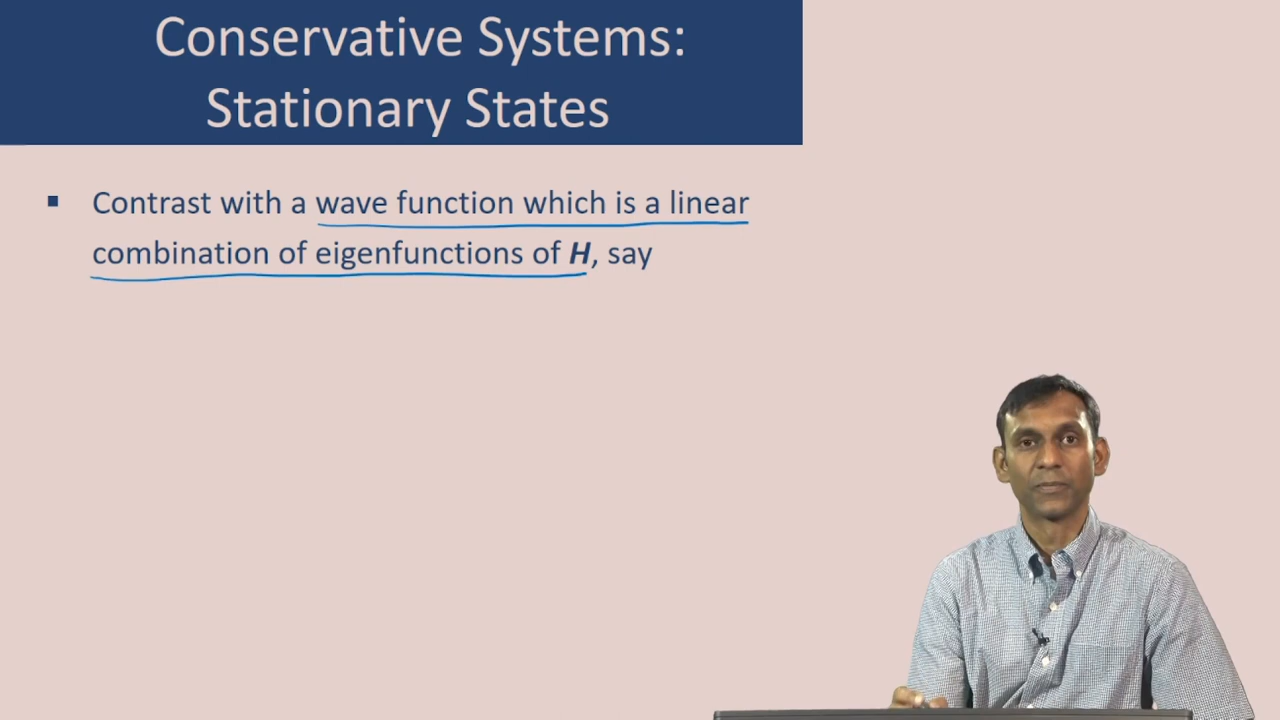 Conservative Systems:
Stationary States
▪ Contrast with a wave function which is a linear
combination of eigenfunctions of H, say